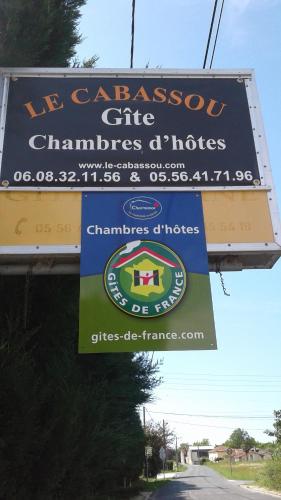 LE CABASSOU
Gîte
Chambres d'hôtes
www.le-cabassou.com
06.08.32.11.56 & 05.56.41.71.96
Charmance
Chambres d'hôtes
GÎTES DE FRANCE
gites-de-france.com